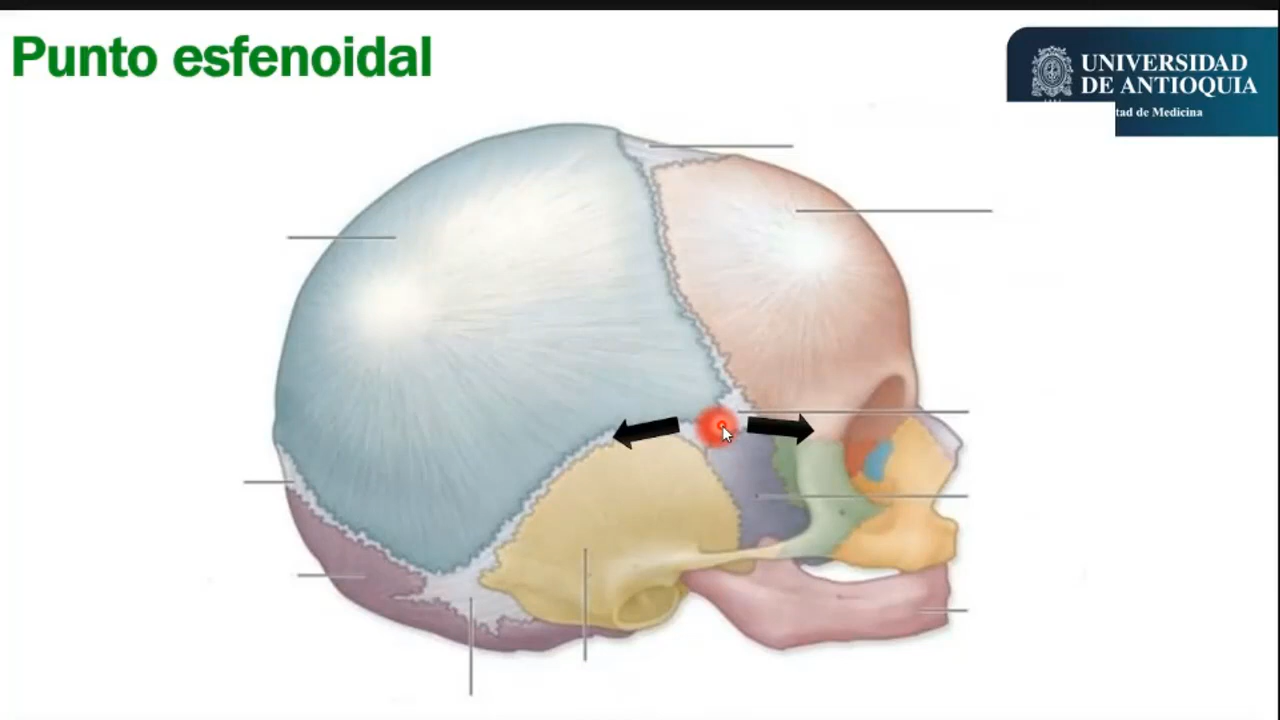 Punto esfenoidal
UNIVERSIDAD
DE ANTIOQUIA
tad de Medicina